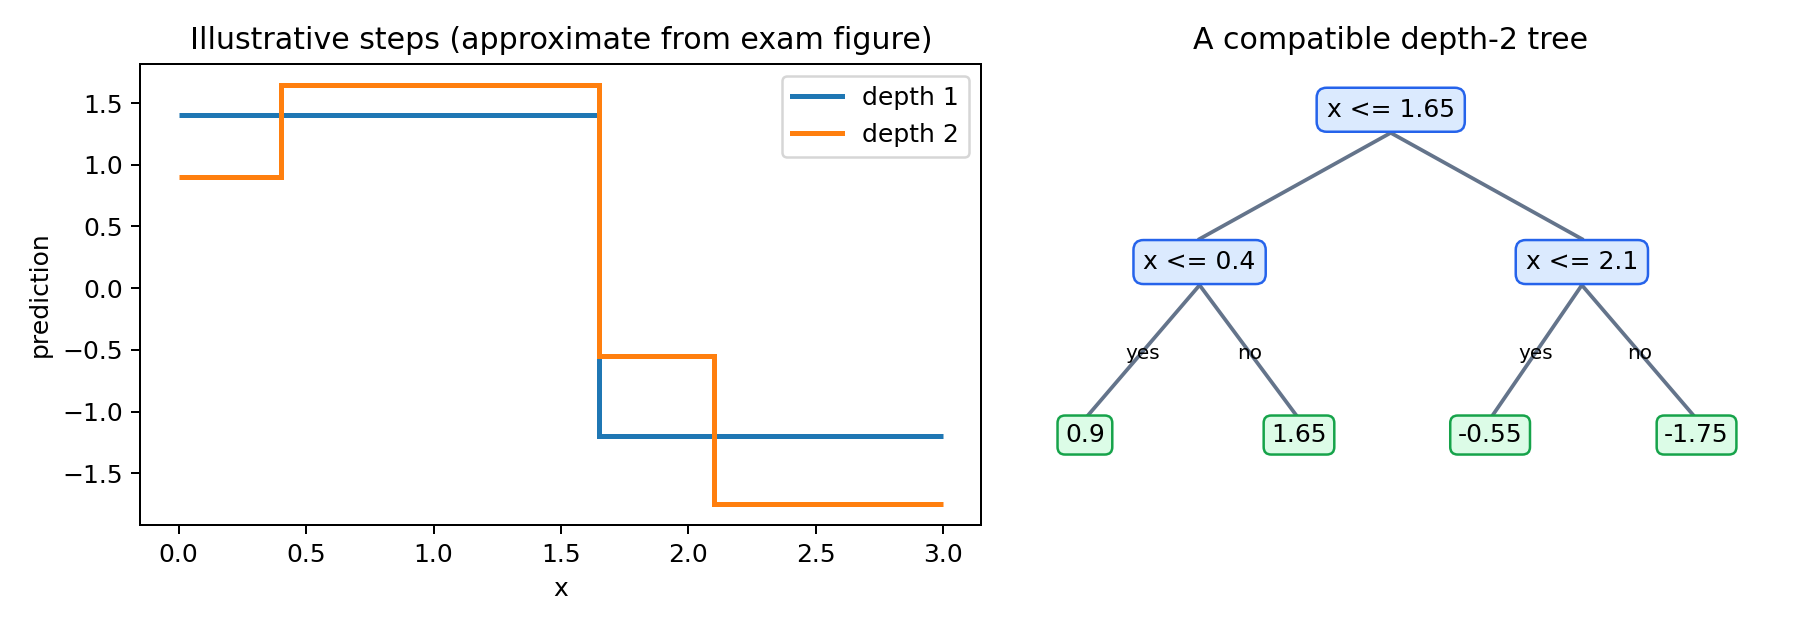 Illustrative steps (approximate from exam figure)
depth 1
depth 2
prediction
1.5
1.0
0.5
0.0
−0.5
−1.0
−1.5
0.0 0.5 1.0 1.5 2.0 2.5 3.0
x
A compatible depth-2 tree
x <= 1.65
x <= 0.4 x <= 2.1
yes no yes no
0.9 1.65 -0.55 -1.75